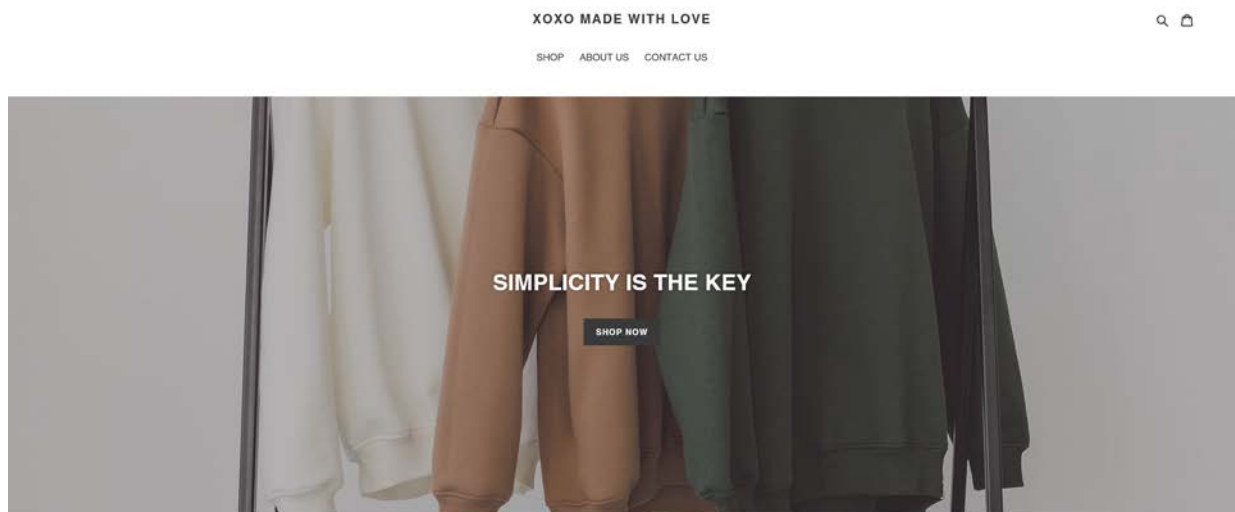 XOXO MADE WITH LOVE
SHOP ABOUT US CONTACT US
SIMPLICITY IS THE KEY
SHOP NOW